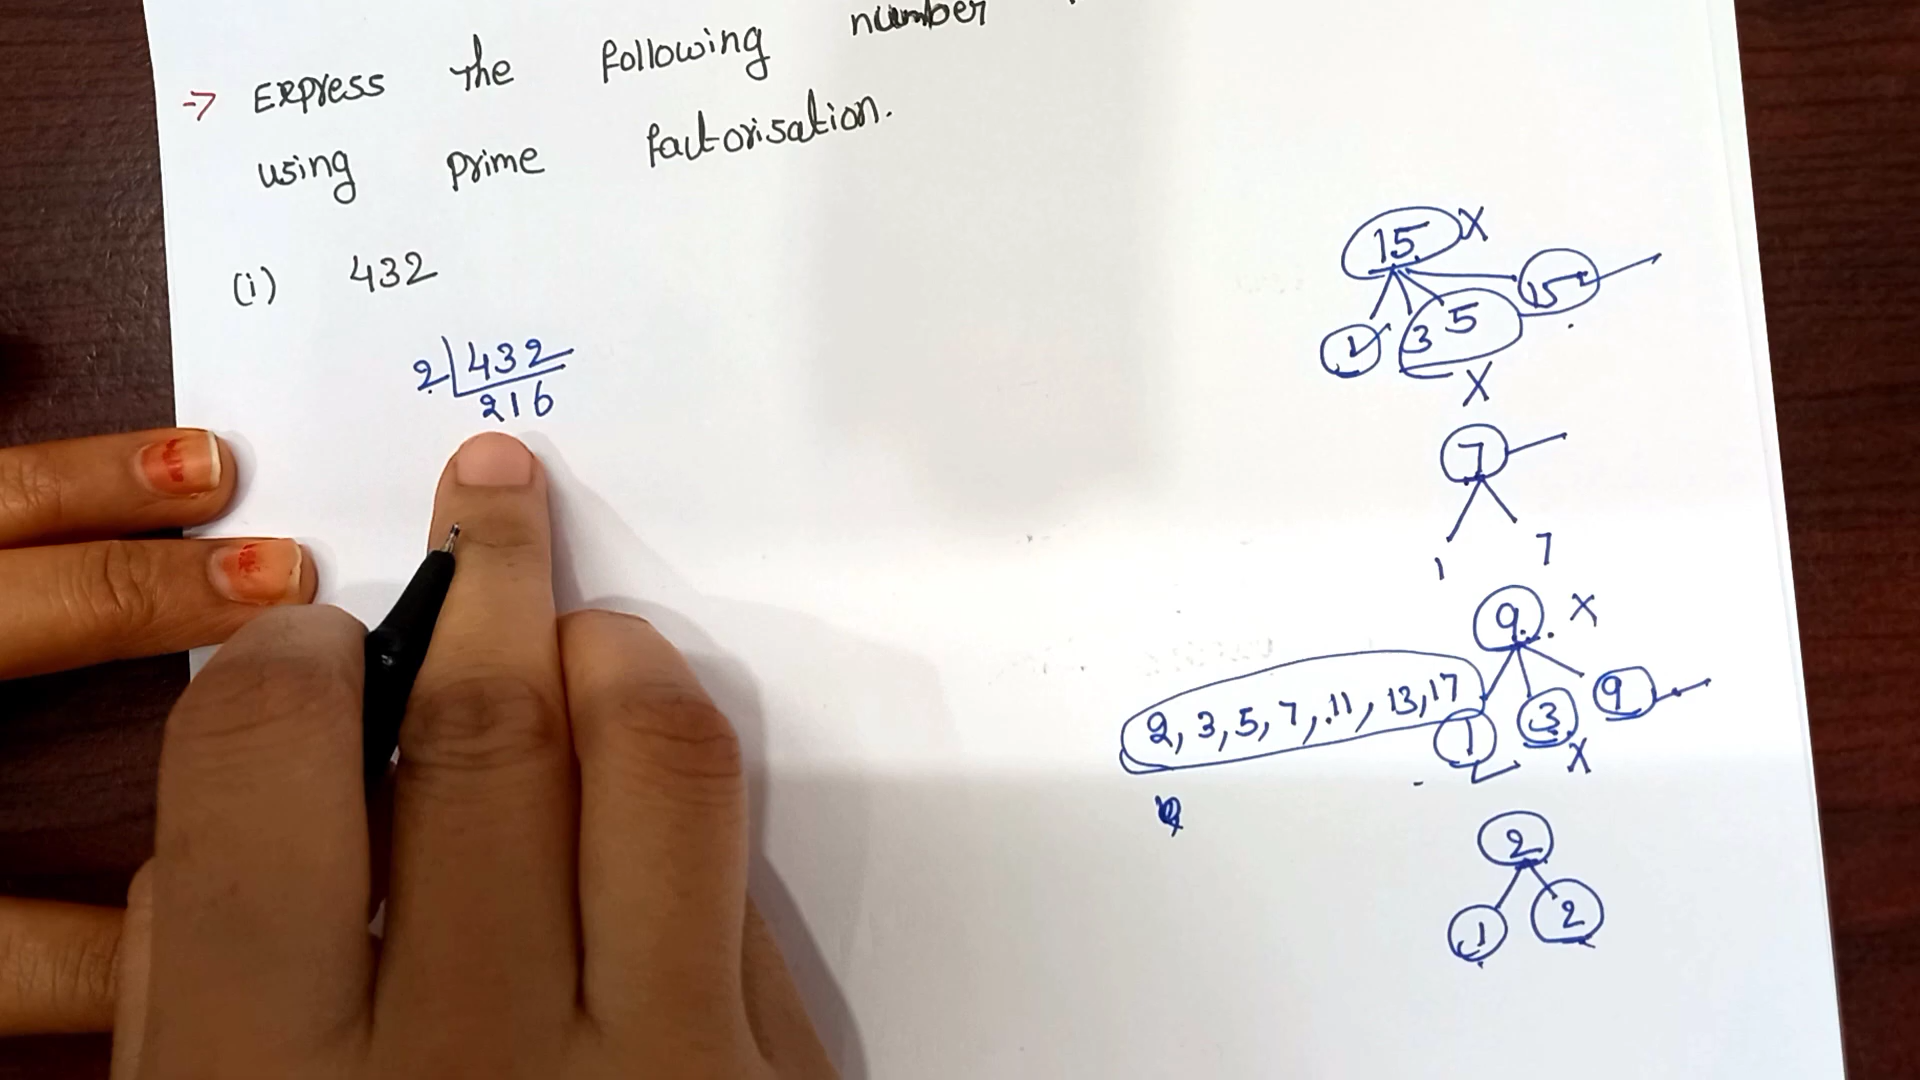 -> Express the following number
using prime factorisation.
(i) 432
2 432
216
15 X
1 3 5 15
X
7
1 7
9 X
2, 3, 5, 7, 11, 13, 17 1 3 9
X
2
1 2